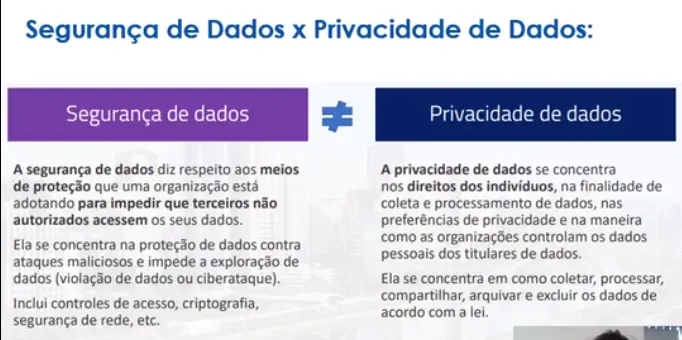 Segurança de Dados x Privacidade de Dados:
Segurança de dados
≠
Privacidade de dados
A segurança de dados diz respeito aos meios
de proteção que uma organização está
adotando para impedir que terceiros não
autorizados acessem os seus dados.
Ela se concentra na proteção de dados contra
ataques maliciosos e impede a exploração de
dados (violação de dados ou ciberataque).
Inclui controles de acesso, criptografia,
segurança de rede, etc.
A privacidade de dados se concentra
nos direitos dos indivíduos, na finalidade de
coleta e processamento de dados, nas
preferências de privacidade e na maneira
como as organizações controlam os dados
pessoais dos titulares de dados.
Ela se concentra em como coletar, processar,
compartilhar, arquivar e excluir os dados de
acordo com a lei.